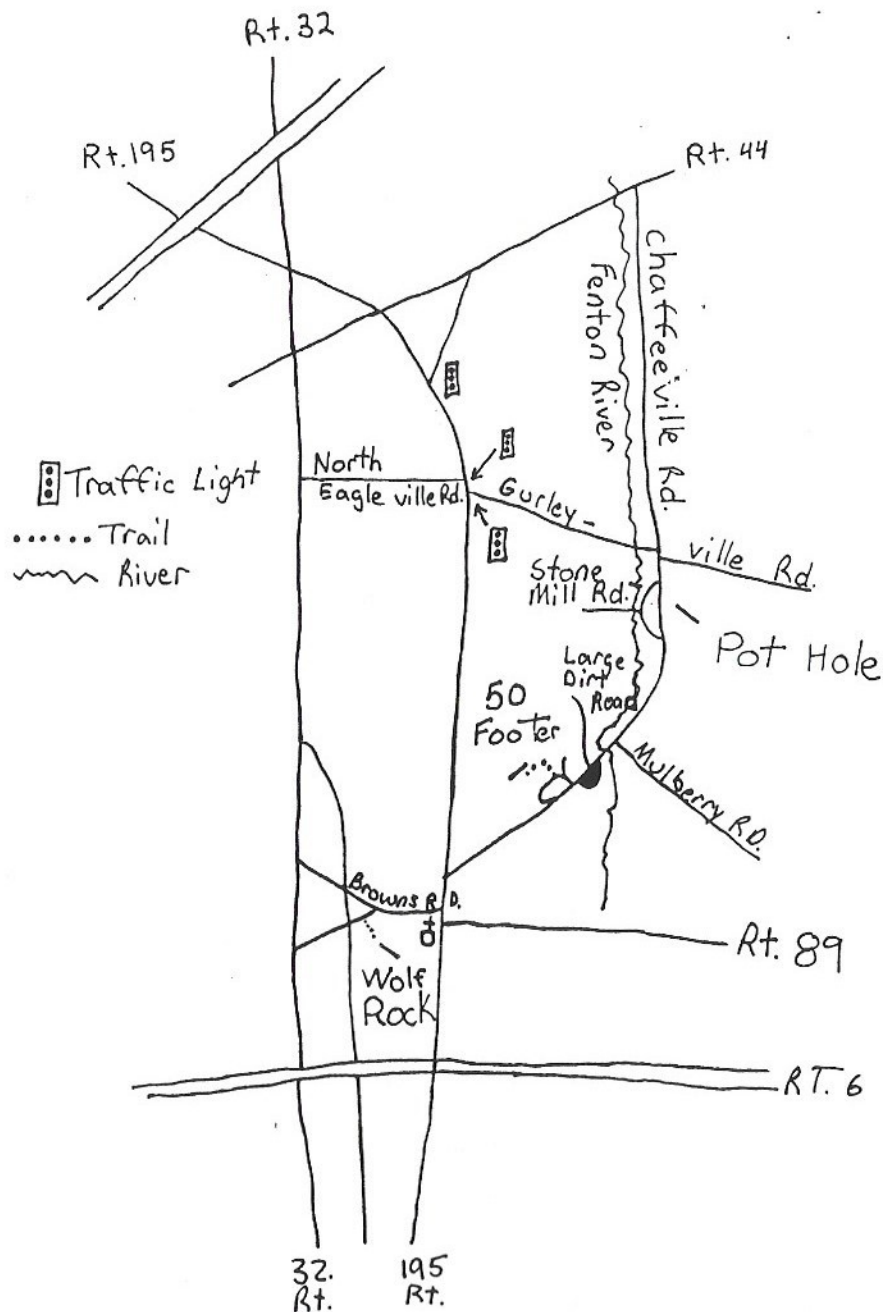 Rt. 32
Rt. 195
Rt. 44
Chaffeeville Rd.
Fenton River
Traffic Light
Trail
River
North
Eagleville Rd.
Gurley-
ville Rd.
Stone
Mill Rd.
Pot Hole
Large
Dirt
Road
50
Footer
Mulberry RD.
Browns RD.
Rt. 89
Wolf
Rock
RT. 6
32.
Rt.
195
Rt.